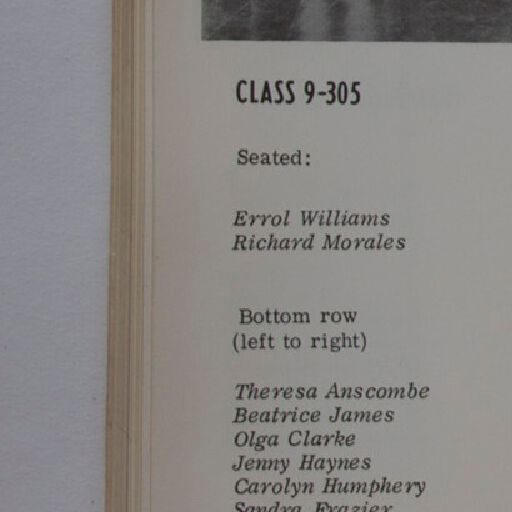 CLASS 9-305
Seated:
Errol Williams
Richard Morales
Bottom row
(left to right)
Theresa Anscombe
Beatrice James
Olga Clarke
Jenny Haynes
Carolyn Humphery
Sandra Frazier